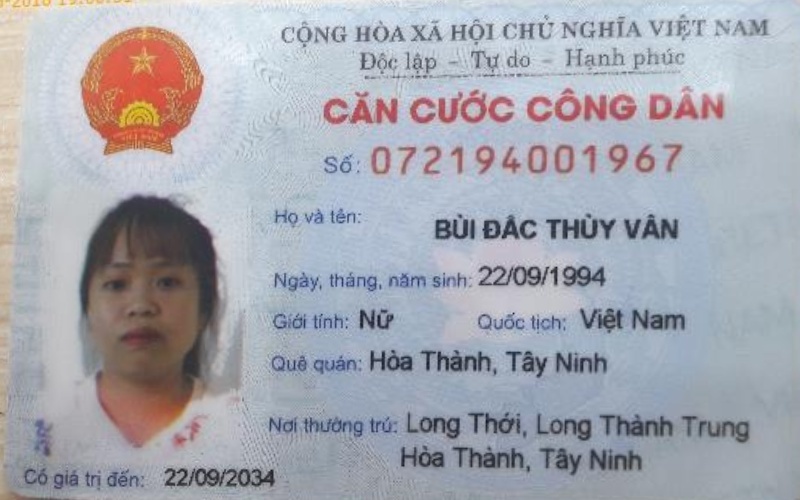 CỘNG HÒA XÃ HỘI CHỦ NGHĨA VIỆT NAM
Độc lập - Tự do - Hạnh phúc
CĂN CƯỚC CÔNG DÂN
Số: 072194001967
Họ và tên:
BÙI ĐẮC THÙY VÂN
Ngày, tháng, năm sinh: 22/09/1994
Giới tính: Nữ Quốc tịch: Việt Nam
Quê quán: Hòa Thành, Tây Ninh
Nơi thường trú: Long Thới, Long Thành Trung
Hòa Thành, Tây Ninh
Có giá trị đến: 22/09/2034